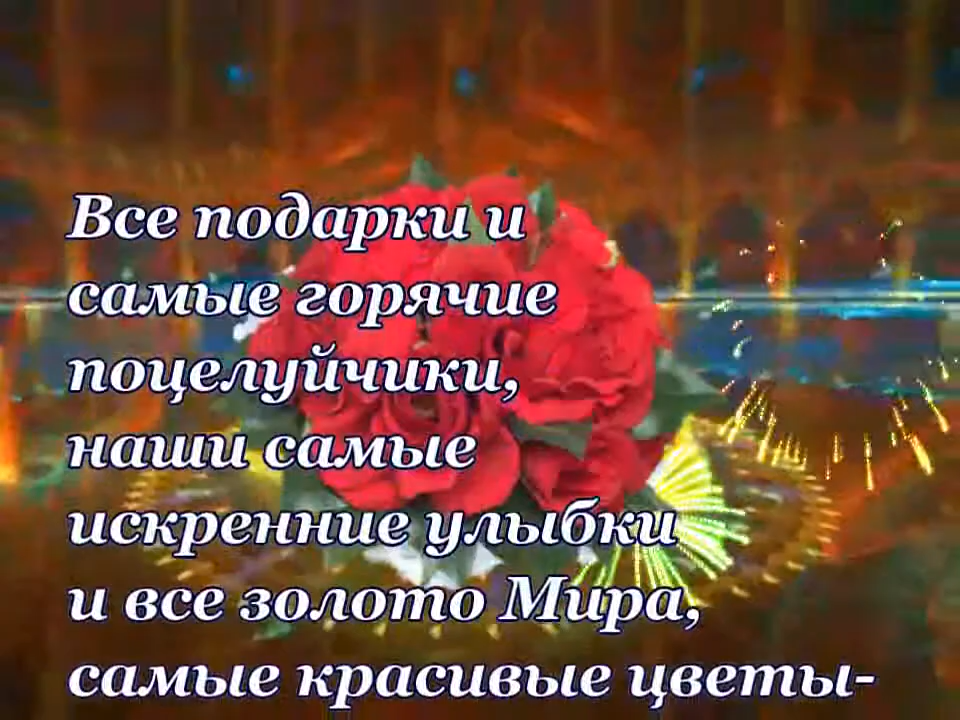 Все подарки и
самые горячие
поцелуйчики,
наши самые
искренние улыбки
и все золото Мира,
самые красивые цветы-